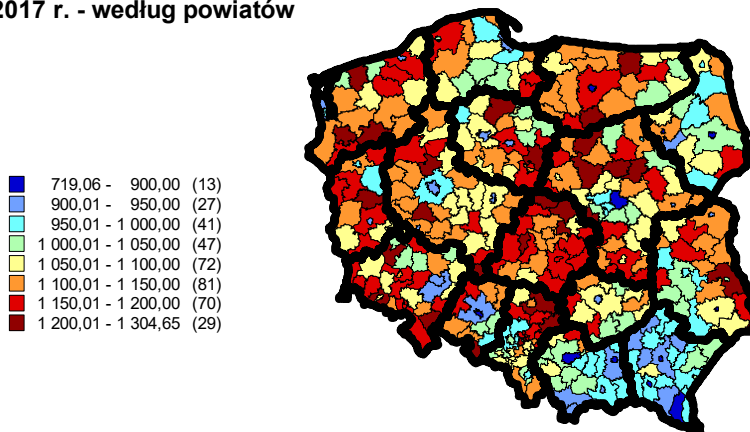 2017 r. - według powiatów
719,06 - 900,00 (13)
900,01 - 950,00 (27)
950,01 - 1 000,00 (41)
1 000,01 - 1 050,00 (47)
1 050,01 - 1 100,00 (72)
1 100,01 - 1 150,00 (81)
1 150,01 - 1 200,00 (70)
1 200,01 - 1 304,65 (29)